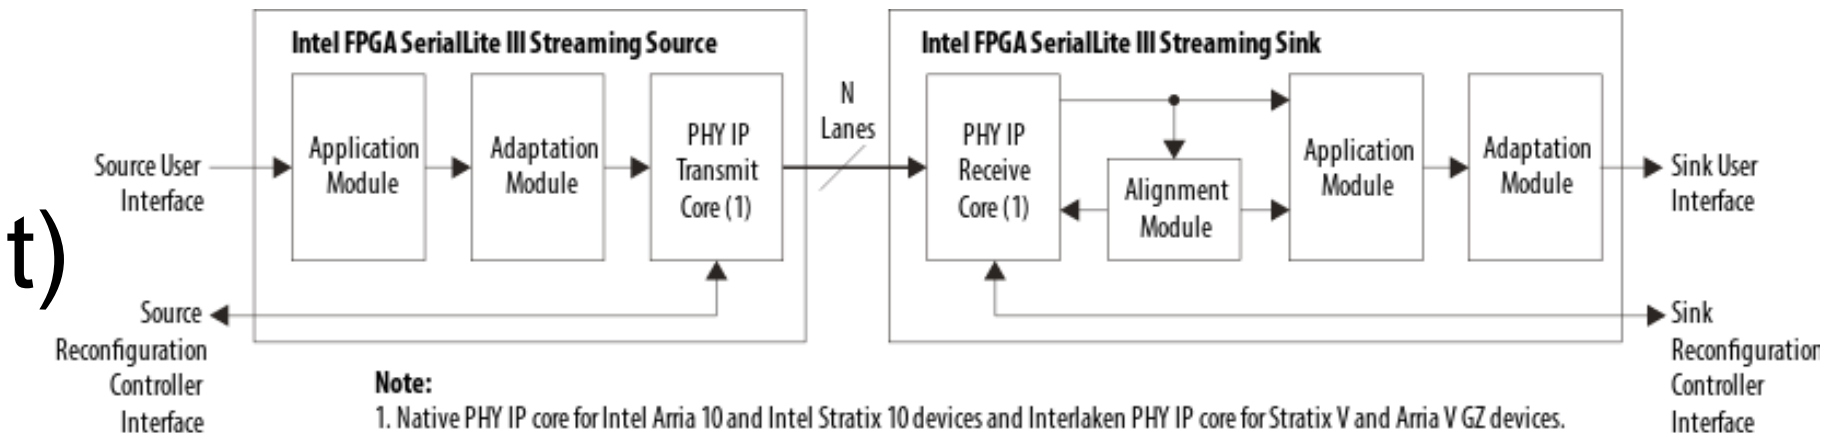 Intel FPGA SerialLite III Streaming Source
Intel FPGA SerialLite III Streaming Sink
Source User
Interface
Application
Module
Adaptation
Module
PHY IP
Transmit
Core (1)
N
Lanes
PHY IP
Receive
Core (1)
Alignment
Module
Application
Module
Adaptation
Module
Sink User
Interface
t)
Source
Reconfiguration
Controller
Interface
Sink
Reconfiguration
Controller
Interface
Note:
1. Native PHY IP core for Intel Arria 10 and Intel Stratix 10 devices and Interlaken PHY IP core for Stratix V and Arria V GZ devices.